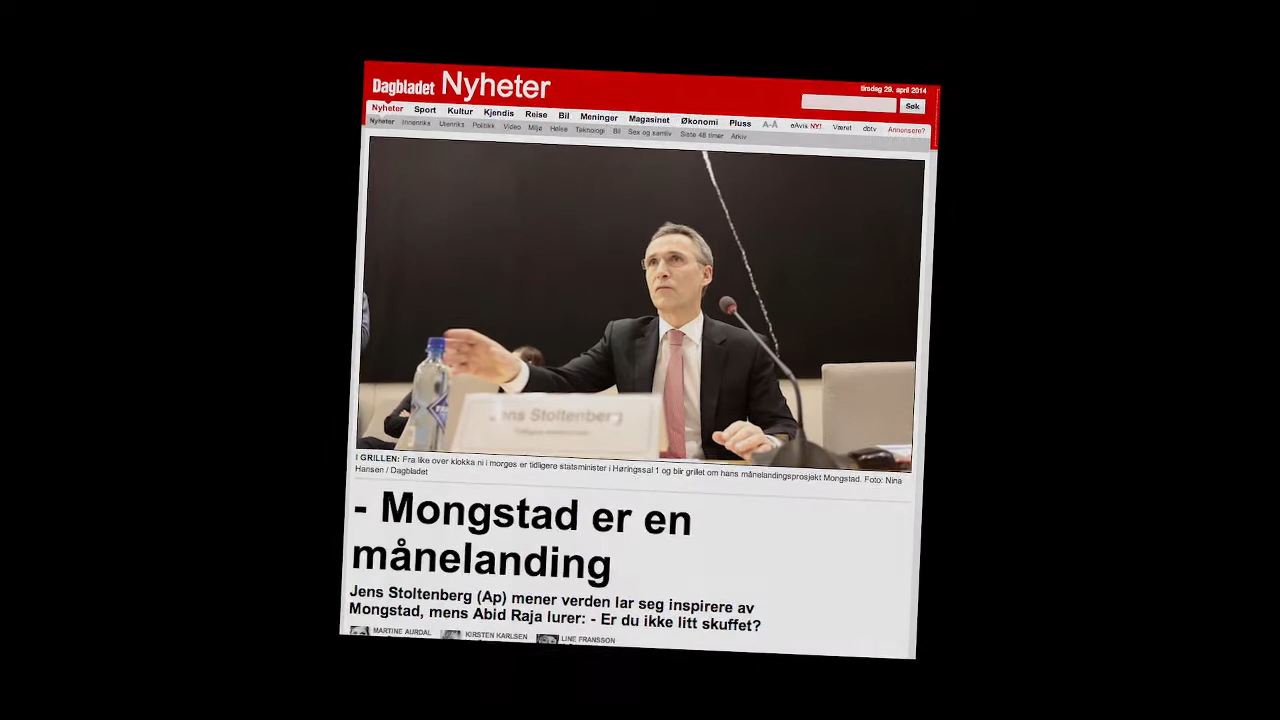 Dagbladet Nyheter
tirsdag 29. april 2014
Søk
Nyheter Sport Kultur Kjendis Reise Bil Meninger Magasinet Økonomi Pluss A-A eAvis NY! Været dbtv Annonsere?
Nyheter Innenriks Utenriks Politikk Video Miljø Helse Teknologi Bil Sex og samliv Siste 48 timer Arkiv
Jens Stoltenberg
I GRILLEN: Fra like over klokka ni i morges er tidligere statsminister i Høringssal 1 og blir grillet om hans månelandingsprosjekt Mongstad. Foto: Nina
Hansen / Dagbladet
- Mongstad er en
månelanding
Jens Stoltenberg (Ap) mener verden lar seg inspirere av
Mongstad, mens Abid Raja lurer: - Er du ikke litt skuffet?
MARTINE AURDAL KIRSTEN KARLSEN LINE FRANSSON